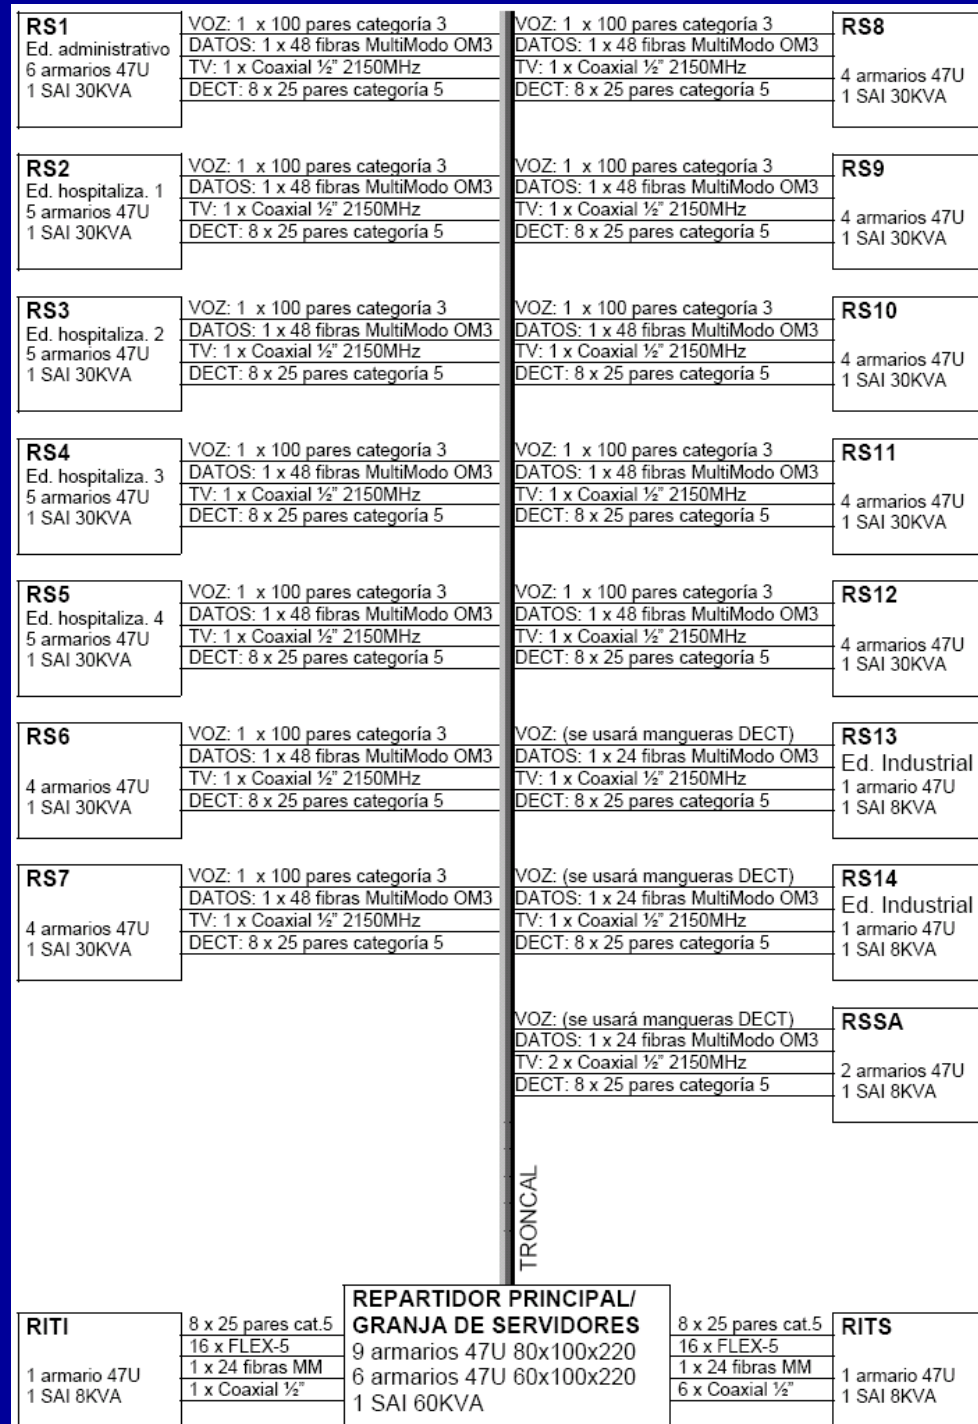 RS1
Ed. administrativo
6 armarios 47U
1 SAI 30KVA
VOZ: 1 x 100 pares categoría 3
DATOS: 1 x 48 fibras MultiModo OM3
TV: 1 x Coaxial ½" 2150MHz
DECT: 8 x 25 pares categoría 5
VOZ: 1 x 100 pares categoría 3
DATOS: 1 x 48 fibras MultiModo OM3
TV: 1 x Coaxial ½" 2150MHz
DECT: 8 x 25 pares categoría 5
RS8
4 armarios 47U
1 SAI 30KVA
RS2
Ed. hospitaliza. 1
5 armarios 47U
1 SAI 30KVA
VOZ: 1 x 100 pares categoría 3
DATOS: 1 x 48 fibras MultiModo OM3
TV: 1 x Coaxial ½" 2150MHz
DECT: 8 x 25 pares categoría 5
VOZ: 1 x 100 pares categoría 3
DATOS: 1 x 48 fibras MultiModo OM3
TV: 1 x Coaxial ½" 2150MHz
DECT: 8 x 25 pares categoría 5
RS9
4 armarios 47U
1 SAI 30KVA
RS3
Ed. hospitaliza. 2
5 armarios 47U
1 SAI 30KVA
VOZ: 1 x 100 pares categoría 3
DATOS: 1 x 48 fibras MultiModo OM3
TV: 1 x Coaxial ½" 2150MHz
DECT: 8 x 25 pares categoría 5
VOZ: 1 x 100 pares categoría 3
DATOS: 1 x 48 fibras MultiModo OM3
TV: 1 x Coaxial ½" 2150MHz
DECT: 8 x 25 pares categoría 5
RS10
4 armarios 47U
1 SAI 30KVA
RS4
Ed. hospitaliza. 3
5 armarios 47U
1 SAI 30KVA
VOZ: 1 x 100 pares categoría 3
DATOS: 1 x 48 fibras MultiModo OM3
TV: 1 x Coaxial ½" 2150MHz
DECT: 8 x 25 pares categoría 5
VOZ: 1 x 100 pares categoría 3
DATOS: 1 x 48 fibras MultiModo OM3
TV: 1 x Coaxial ½" 2150MHz
DECT: 8 x 25 pares categoría 5
RS11
4 armarios 47U
1 SAI 30KVA
RS5
Ed. hospitaliza. 4
5 armarios 47U
1 SAI 30KVA
VOZ: 1 x 100 pares categoría 3
DATOS: 1 x 48 fibras MultiModo OM3
TV: 1 x Coaxial ½" 2150MHz
DECT: 8 x 25 pares categoría 5
VOZ: 1 x 100 pares categoría 3
DATOS: 1 x 48 fibras MultiModo OM3
TV: 1 x Coaxial ½" 2150MHz
DECT: 8 x 25 pares categoría 5
RS12
4 armarios 47U
1 SAI 30KVA
RS6
4 armarios 47U
1 SAI 30KVA
VOZ: 1 x 100 pares categoría 3
DATOS: 1 x 48 fibras MultiModo OM3
TV: 1 x Coaxial ½" 2150MHz
DECT: 8 x 25 pares categoría 5
VOZ: (se usará mangueras DECT)
DATOS: 1 x 24 fibras MultiModo OM3
TV: 1 x Coaxial ½" 2150MHz
DECT: 8 x 25 pares categoría 5
RS13
Ed. Industrial
1 armario 47U
1 SAI 8KVA
RS7
4 armarios 47U
1 SAI 30KVA
VOZ: 1 x 100 pares categoría 3
DATOS: 1 x 48 fibras MultiModo OM3
TV: 1 x Coaxial ½" 2150MHz
DECT: 8 x 25 pares categoría 5
VOZ: (se usará mangueras DECT)
DATOS: 1 x 24 fibras MultiModo OM3
TV: 1 x Coaxial ½" 2150MHz
DECT: 8 x 25 pares categoría 5
RS14
Ed. Industrial
1 armario 47U
1 SAI 8KVA
VOZ: (se usará mangueras DECT)
DATOS: 1 x 24 fibras MultiModo OM3
TV: 2 x Coaxial ½" 2150MHz
DECT: 8 x 25 pares categoría 5
RSSA
2 armarios 47U
1 SAI 8KVA
TRONCAL
RITI
1 armario 47U
1 SAI 8KVA
8 x 25 pares cat.5
16 x FLEX-5
1 x 24 fibras MM
1 x Coaxial ½"
REPARTIDOR PRINCIPAL/
GRANJA DE SERVIDORES
9 armarios 47U 80x100x220
6 armarios 47U 60x100x220
1 SAI 60KVA
8 x 25 pares cat.5
16 x FLEX-5
1 x 24 fibras MM
6 x Coaxial ½"
RITS
1 armario 47U
1 SAI 8KVA